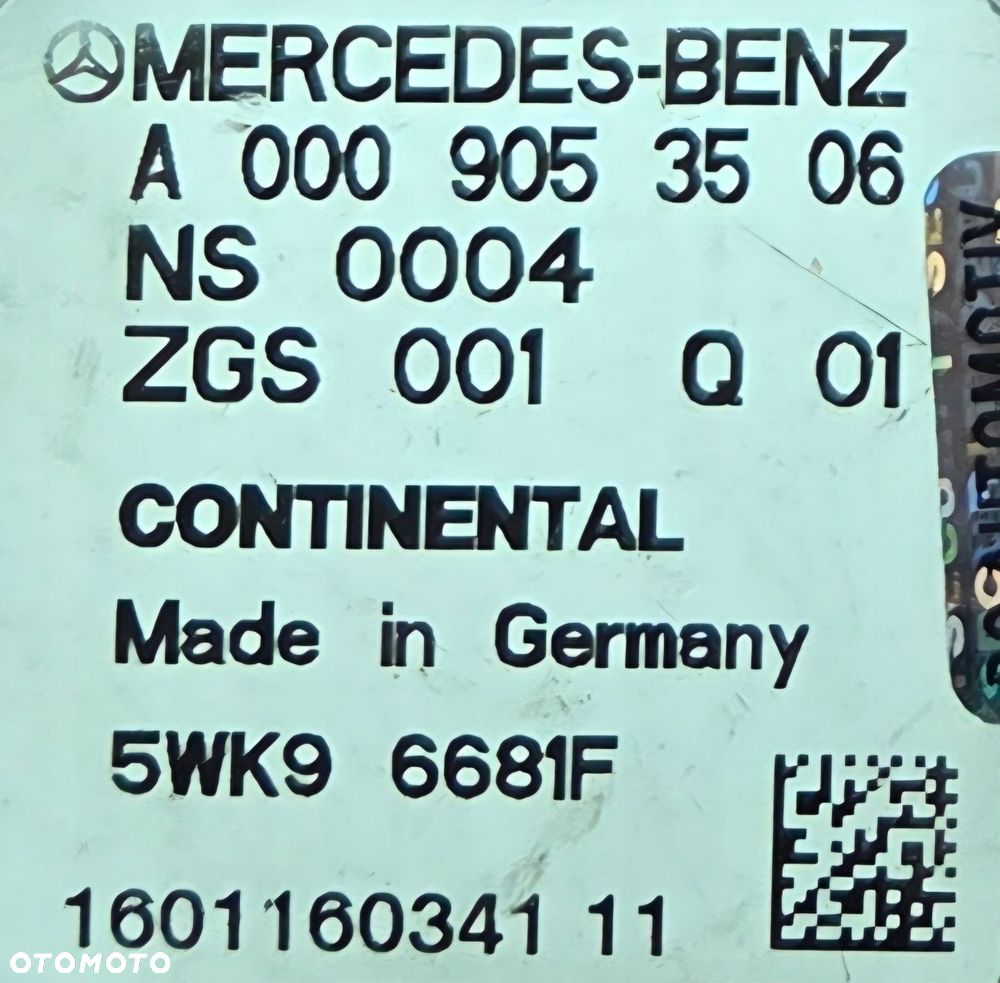 MERCEDES-BENZ
A 000 905 35 06
NS 0004
ZGS 001 Q 01
CONTINENTAL
Made in Germany
5WK9 6681F
1601160341 11
OTOMOTO